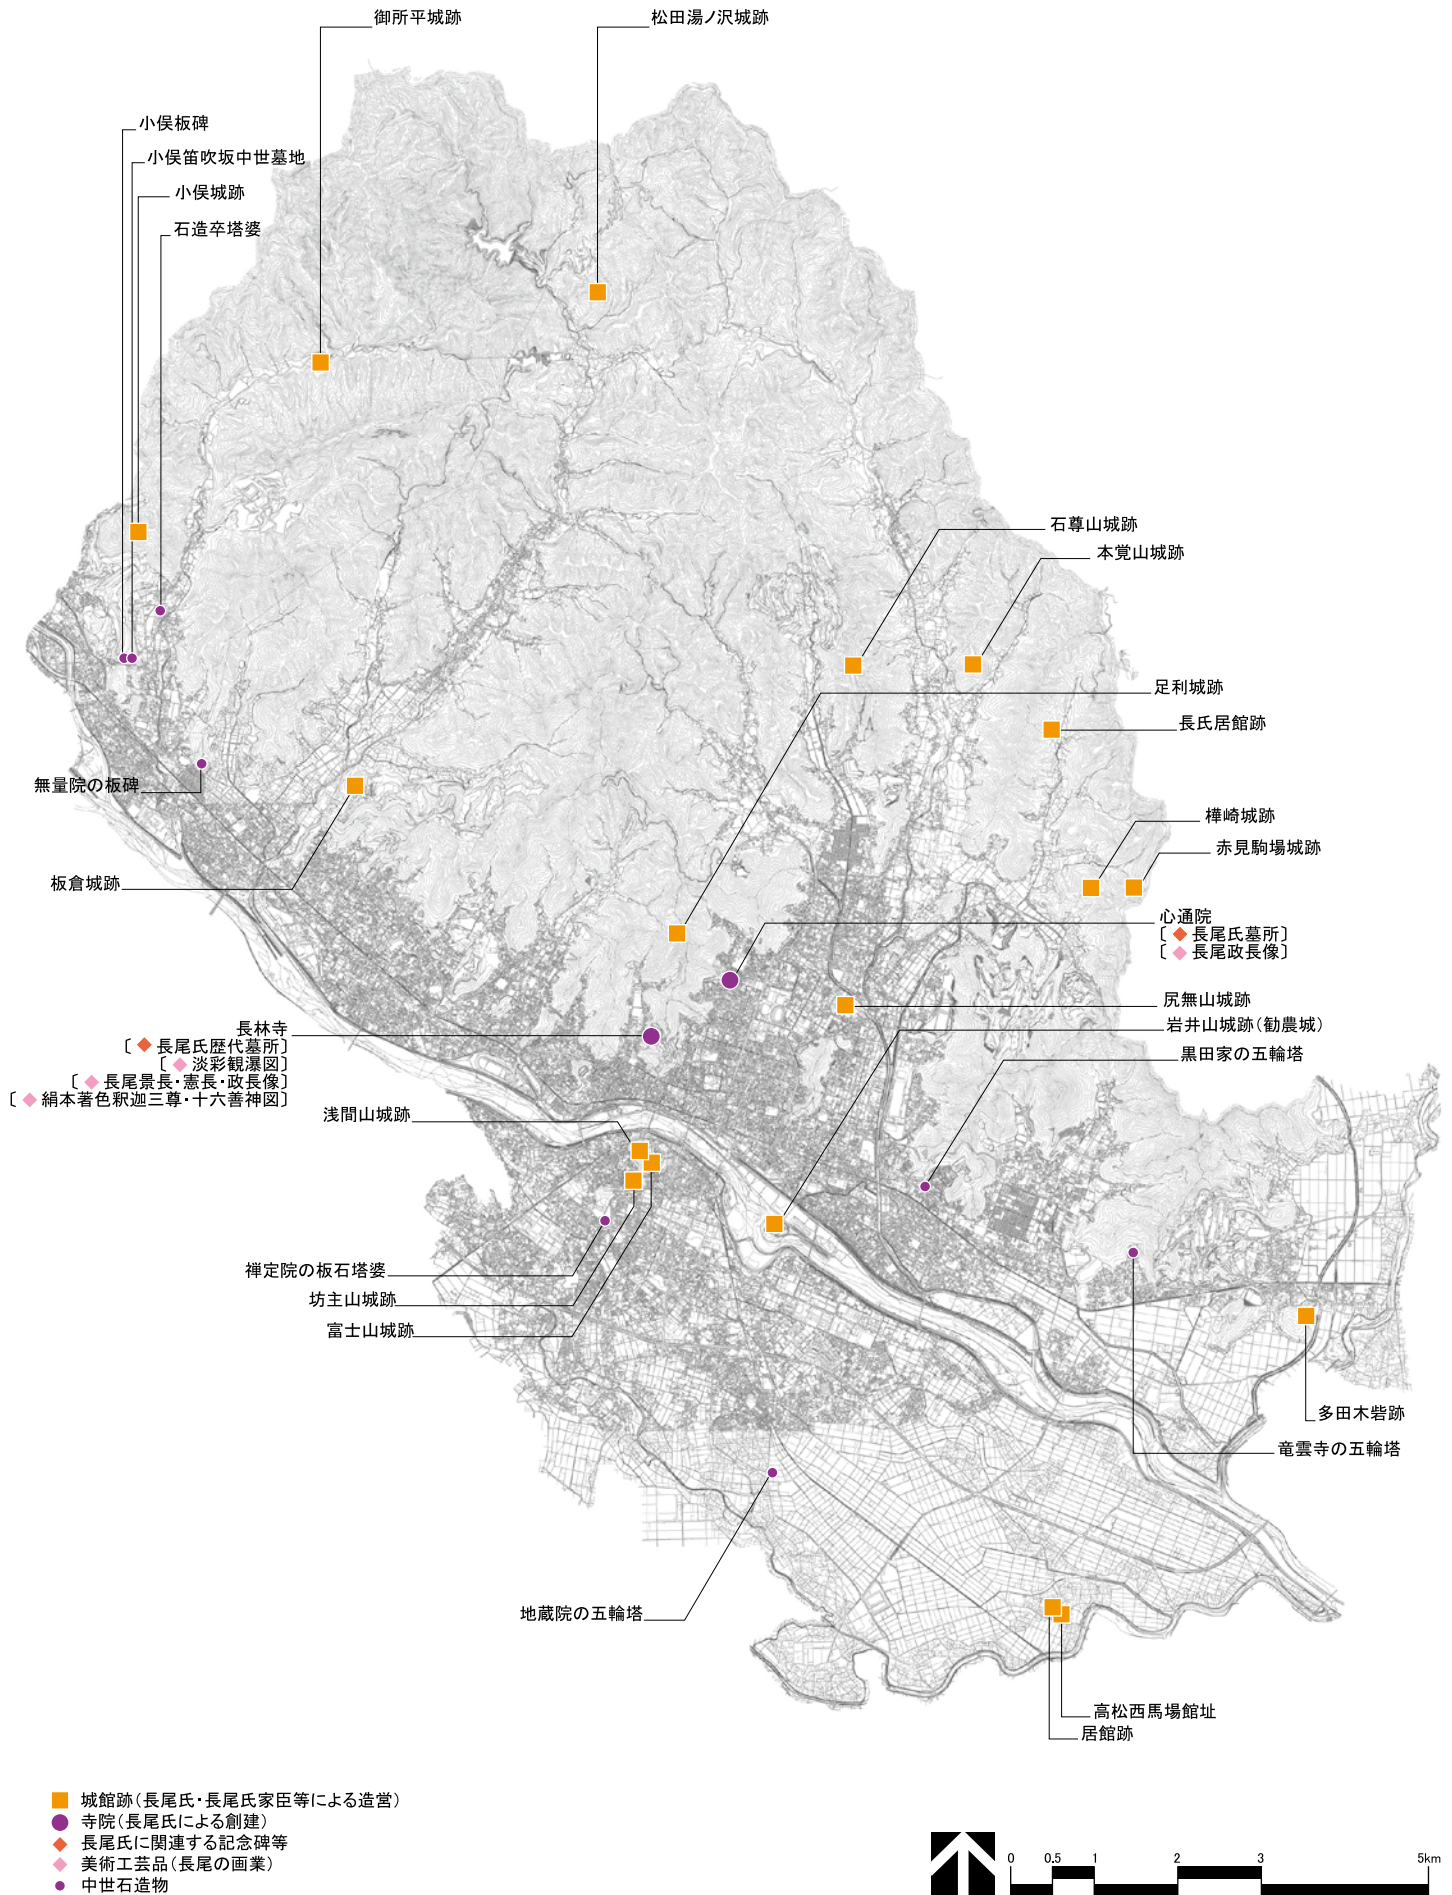 御所平城跡
松田湯ノ沢城跡
小俣板碑
小俣笛吹坂中世墓地
小俣城跡
石造卒塔婆
石尊山城跡
本覚山城跡
足利城跡
長氏居館跡
無量院の板碑
樺崎城跡
赤見駒場城跡
板倉城跡
心通院
〔◆長尾氏墓所〕
〔◆長尾政長像〕
尻無山城跡
岩井山城跡（勧農城）
黒田家の五輪塔
長林寺
〔◆長尾氏歴代墓所〕
〔◆淡彩観瀑図〕
〔◆長尾景長・憲長・政長像〕
〔◆絹本著色釈迦三尊・十六善神図〕
浅間山城跡
禅定院の板石塔婆
坊主山城跡
富士山城跡
多田木砦跡
竜雲寺の五輪塔
地蔵院の五輪塔
高松西馬場館址
居館跡
城館跡（長尾氏・長尾氏家臣等による造営）
寺院（長尾氏による創建）
長尾氏に関連する記念碑等
美術工芸品（長尾の画業）
中世石造物
0 0.5 1 2 3 5km